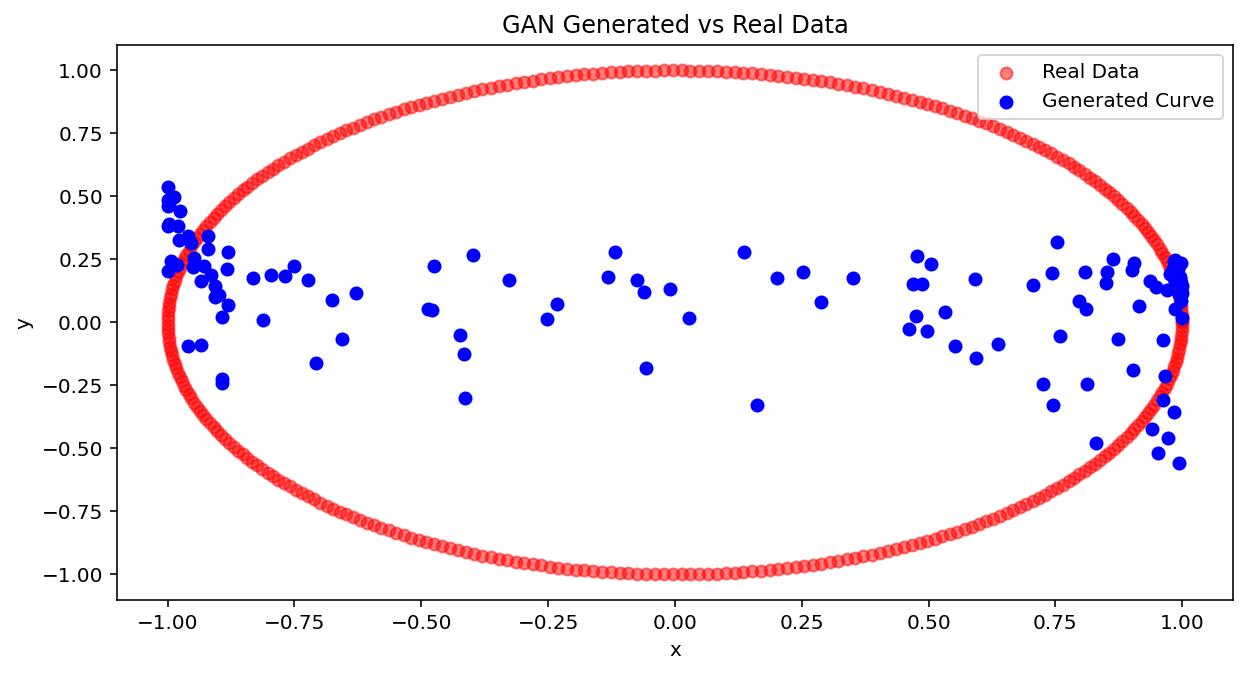 GAN Generated vs Real Data
Real Data
Generated Curve
1.00
0.75
0.50
0.25
0.00
−0.25
−0.50
−0.75
−1.00
y
−1.00 −0.75 −0.50 −0.25 0.00 0.25 0.50 0.75 1.00
x